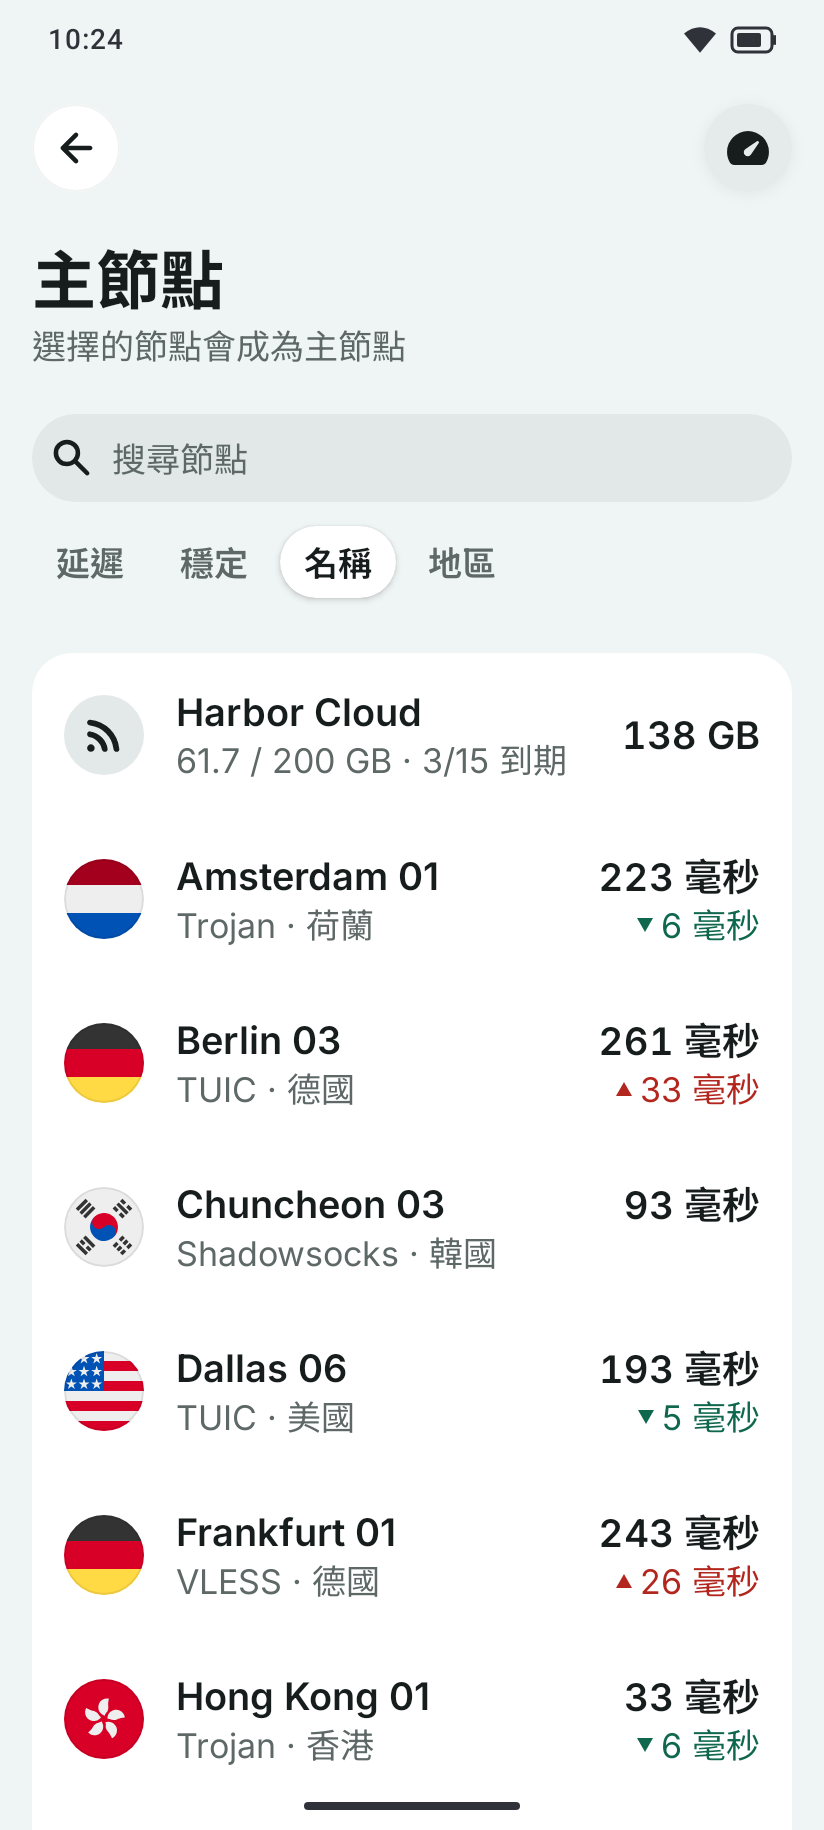 10:24
主節點
選擇的節點會成為主節點
搜尋節點
延遲 穩定 名稱 地區
Harbor Cloud
61.7 / 200 GB · 3/15 到期
138 GB
Amsterdam 01
Trojan · 荷蘭
223 毫秒
▼6 毫秒
Berlin 03
TUIC · 德國
261 毫秒
▲33 毫秒
Chuncheon 03
Shadowsocks · 韓國
93 毫秒
Dallas 06
TUIC · 美國
193 毫秒
▼5 毫秒
Frankfurt 01
VLESS · 德國
243 毫秒
▲26 毫秒
Hong Kong 01
Trojan · 香港
33 毫秒
▼6 毫秒